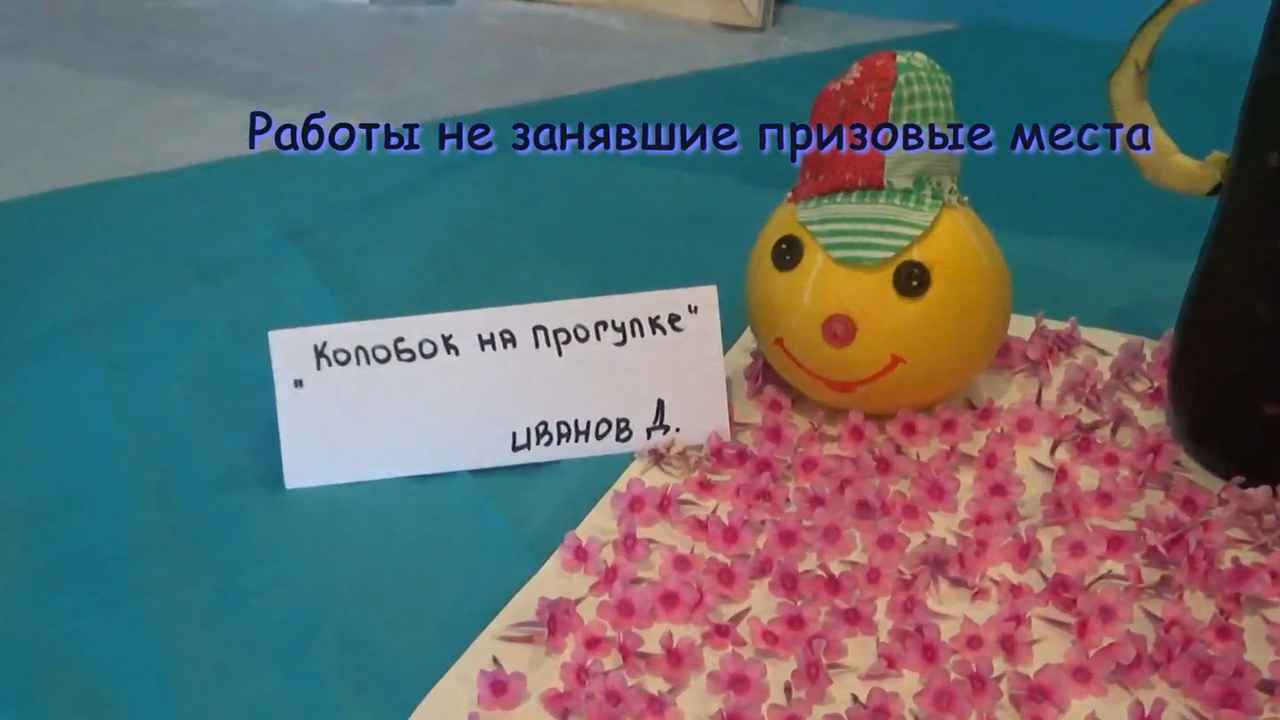 Работы не занявшие призовые места
„Колобок на прогулке"
Иванов Д.